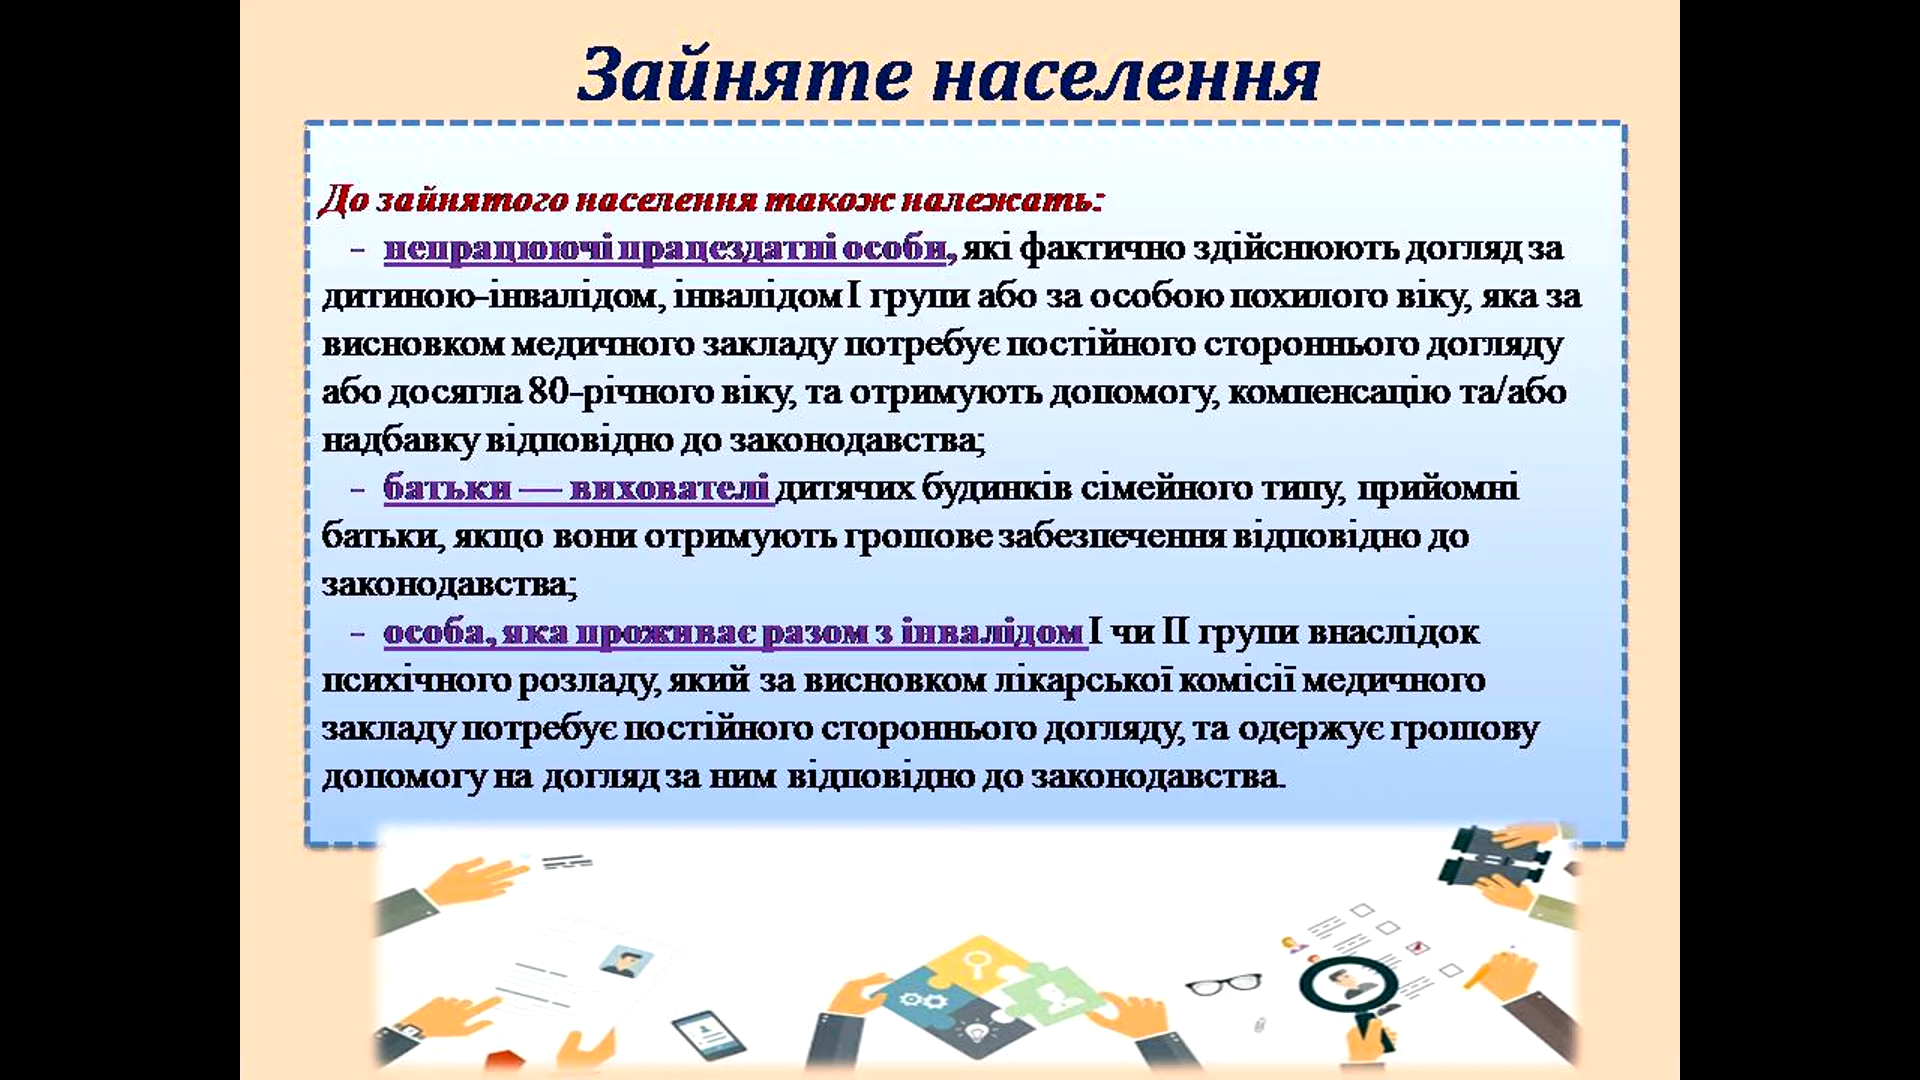 Зайняте населення
До зайнятого населення також належать:
- непрацюючі працездатні особи, які фактично здійснюють догляд за
дитиною-інвалідом, інвалідом І групи або за особою похилого віку, яка за
висновком медичного закладу потребує постійного стороннього догляду
або досягла 80-річного віку, та отримують допомогу, компенсацію та/або
надбавку відповідно до законодавства;
- батьки — вихователі дитячих будинків сімейного типу, прийомні
батьки, якщо вони отримують грошове забезпечення відповідно до
законодавства;
- особа, яка проживає разом з інвалідом І чи ІІ групи внаслідок
психічного розладу, який за висновком лікарської комісії медичного
закладу потребує постійного стороннього догляду, та одержує грошову
допомогу на догляд за ним відповідно до законодавства.